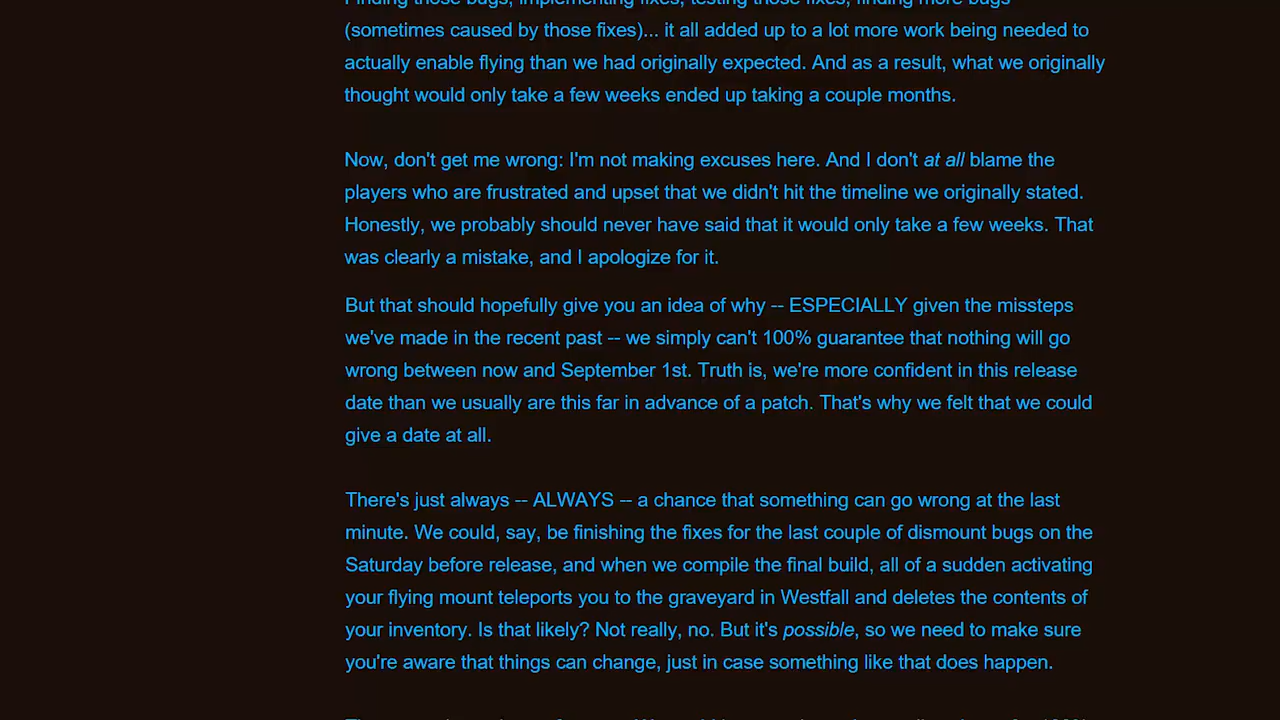 Finding those bugs, implementing fixes, testing those fixes, finding more bugs
(sometimes caused by those fixes)... it all added up to a lot more work being needed to
actually enable flying than we had originally expected. And as a result, what we originally
thought would only take a few weeks ended up taking a couple months.
Now, don't get me wrong: I'm not making excuses here. And I don't at all blame the
players who are frustrated and upset that we didn't hit the timeline we originally stated.
Honestly, we probably should never have said that it would only take a few weeks. That
was clearly a mistake, and I apologize for it.
But that should hopefully give you an idea of why -- ESPECIALLY given the missteps
we've made in the recent past -- we simply can't 100% guarantee that nothing will go
wrong between now and September 1st. Truth is, we're more confident in this release
date than we usually are this far in advance of a patch. That's why we felt that we could
give a date at all.
There's just always -- ALWAYS -- a chance that something can go wrong at the last
minute. We could, say, be finishing the fixes for the last couple of dismount bugs on the
Saturday before release, and when we compile the final build, all of a sudden activating
your flying mount teleports you to the graveyard in Westfall and deletes the contents of
your inventory. Is that likely? Not really, no. But it's possible, so we need to make sure
you're aware that things can change, just in case something like that does happen.